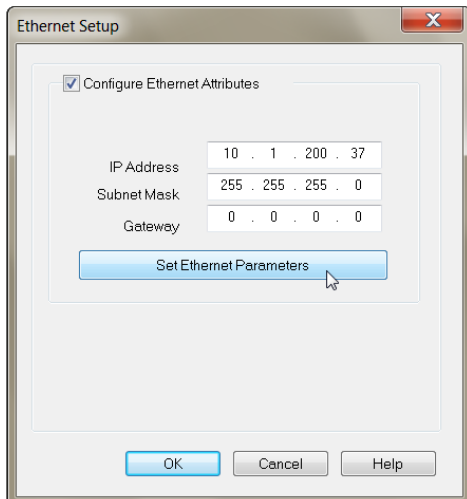 Ethernet Setup
Configure Ethernet Attributes
IP Address 10 . 1 . 200 . 37
Subnet Mask 255 . 255 . 255 . 0
Gateway 0 . 0 . 0 . 0
Set Ethernet Parameters
OK Cancel Help